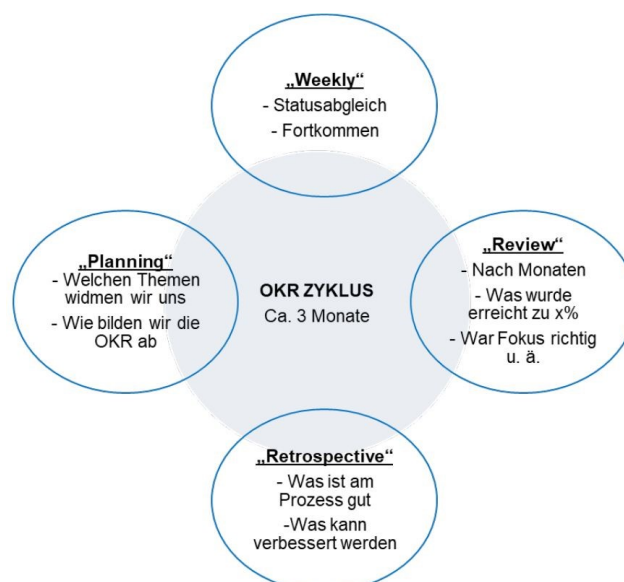 „Weekly“
- Statusabgleich
- Fortkommen
„Planning“
- Welchen Themen
widmen wir uns
- Wie bilden wir die
OKR ab
OKR ZYKLUS
Ca. 3 Monate
„Review“
- Nach Monaten
- Was wurde
erreicht zu x%
- War Fokus richtig
u. ä.
„Retrospective“
- Was ist am
Prozess gut
-Was kann
verbessert werden